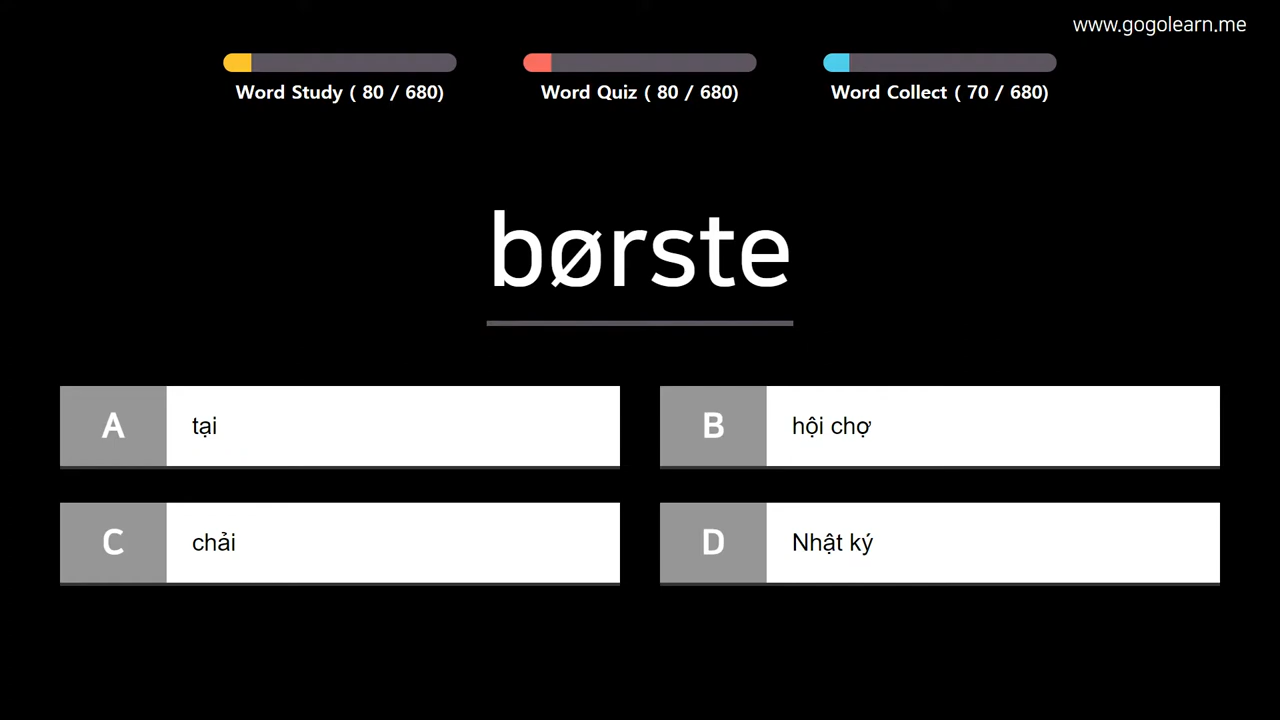 www.gogolearn.me
Word Study ( 80 / 680)
Word Quiz ( 80 / 680)
Word Collect ( 70 / 680)
børste
A tại
B hội chợ
C chải
D Nhật ký